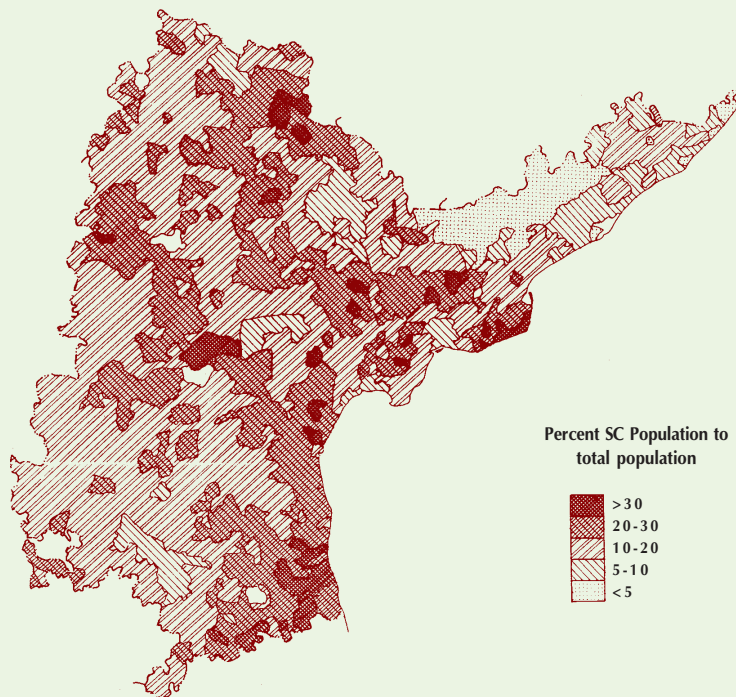 Percent SC Population to
total population
>30
20-30
10-20
5-10
<5